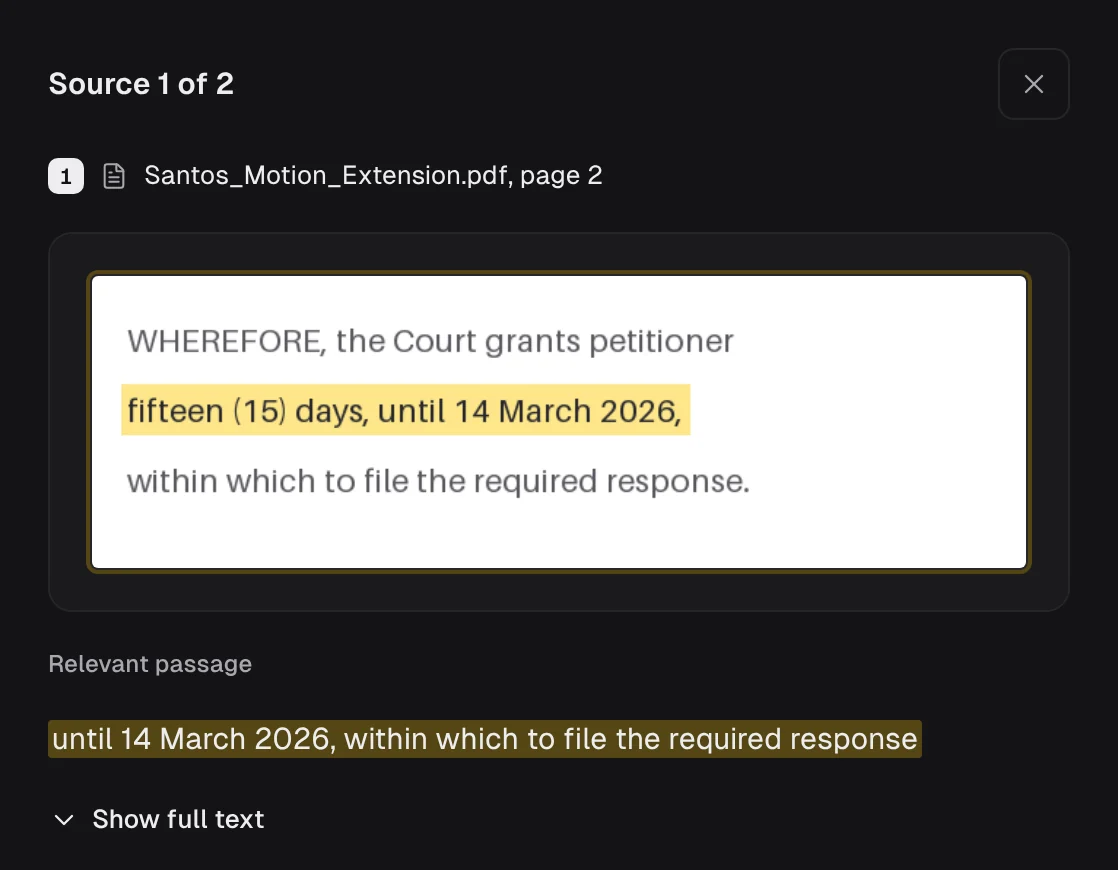 Source 1 of 2
1 Santos_Motion_Extension.pdf, page 2
WHEREFORE, the Court grants petitioner
fifteen (15) days, until 14 March 2026,
within which to file the required response.
Relevant passage
until 14 March 2026, within which to file the required response
Show full text